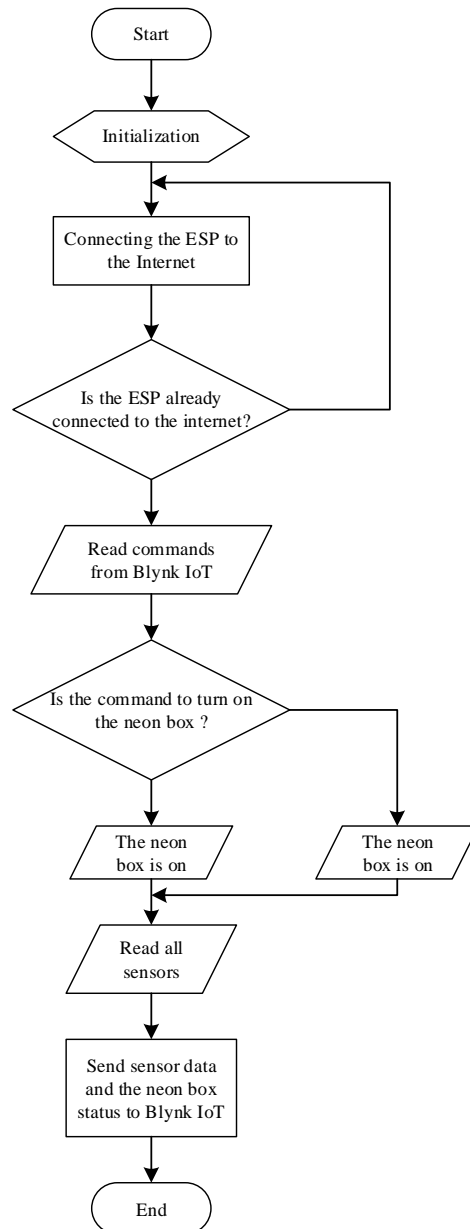 Start
Initialization
Connecting the ESP to
the Internet
Is the ESP already
connected to the internet?
Read commands
from Blynk IoT
Is the command to turn on
the neon box ?
The neon
box is on
The neon
box is on
Read all
sensors
Send sensor data
and the neon box
status to Blynk IoT
End